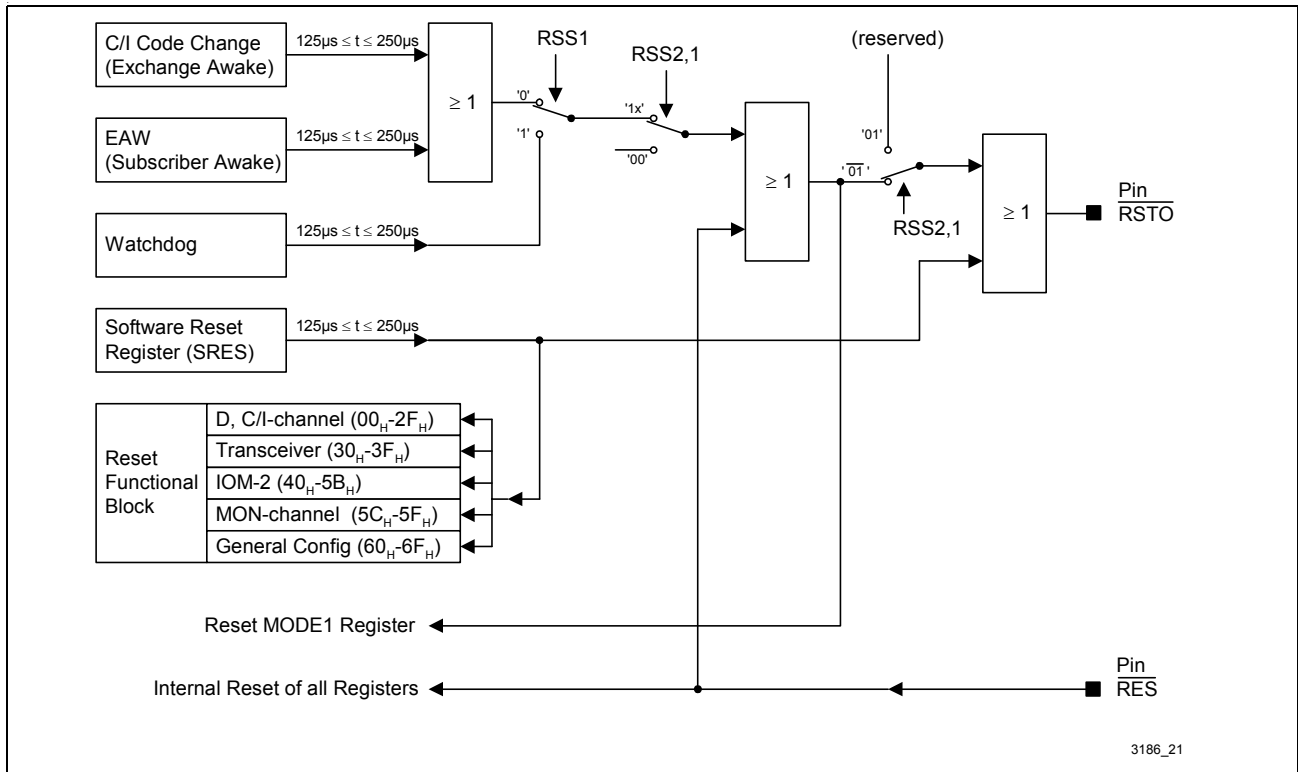 C/I Code Change
(Exchange Awake)
125µs ≤ t ≤ 250µs
EAW
(Subscriber Awake)
125µs ≤ t ≤ 250µs
Watchdog
125µs ≤ t ≤ 250µs
Software Reset
Register (SRES)
125µs ≤ t ≤ 250µs
≥ 1
RSS1
'0'
'1'
RSS2,1
'1x'
'00'
≥ 1
(reserved)
'01'
'01'
RSS2,1
≥ 1
Pin
RSTO
Reset
Functional
Block
D, C/I-channel (00H-2FH)
Transceiver (30H-3FH)
IOM-2 (40H-5BH)
MON-channel (5CH-5FH)
General Config (60H-6FH)
Reset MODE1 Register
Internal Reset of all Registers
Pin
RES
3186_21